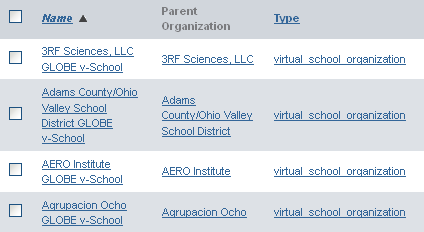 Name ▲ Parent Organization Type
3RF Sciences, LLC
GLOBE v-School
3RF Sciences, LLC
virtual_school_organization
Adams County/Ohio
Valley School
District GLOBE
v-School
Adams
County/Ohio Valley
School District
virtual_school_organization
AERO Institute
GLOBE v-School
AERO Institute
virtual_school_organization
Agrupacion Ocho
GLOBE v-School
Agrupacion Ocho
virtual_school_organization